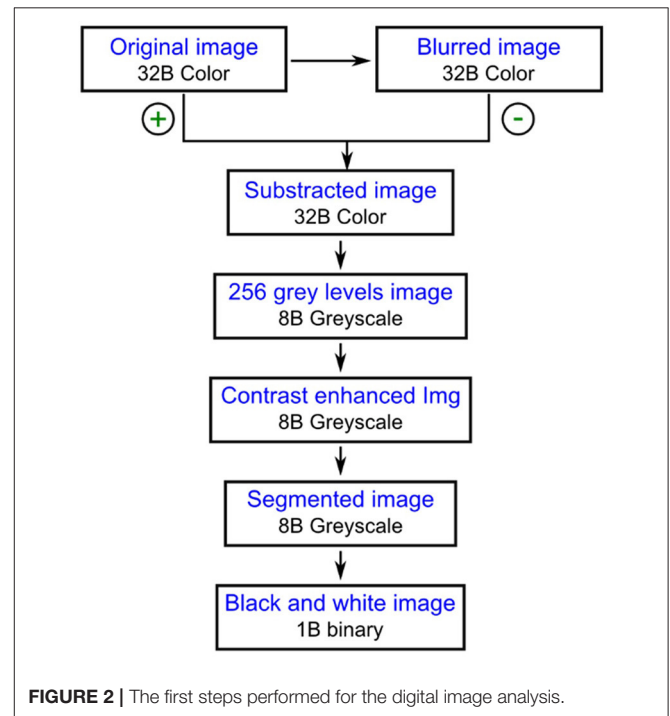 Original image
32B Color
Blurred image
32B Color
+
-
Substracted image
32B Color
256 grey levels image
8B Greyscale
Contrast enhanced Img
8B Greyscale
Segmented image
8B Greyscale
Black and white image
1B binary
FIGURE 2 | The first steps performed for the digital image analysis.